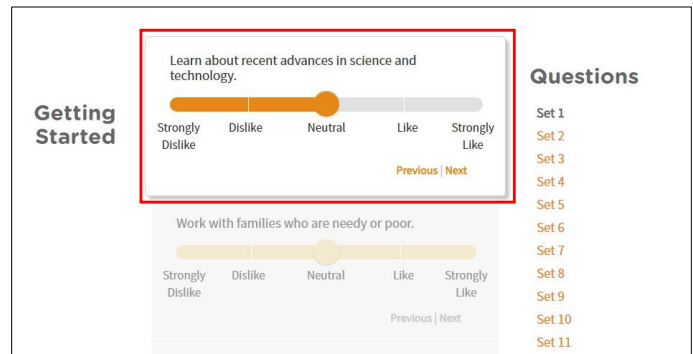 Getting
Started
Learn about recent advances in science and
technology.
Strongly
Dislike
Dislike
Neutral
Like
Strongly
Like
Previous | Next
Work with families who are needy or poor.
Strongly
Dislike
Dislike
Neutral
Like
Strongly
Like
Previous | Next
Questions
Set 1
Set 2
Set 3
Set 4
Set 5
Set 6
Set 7
Set 8
Set 9
Set 10
Set 11